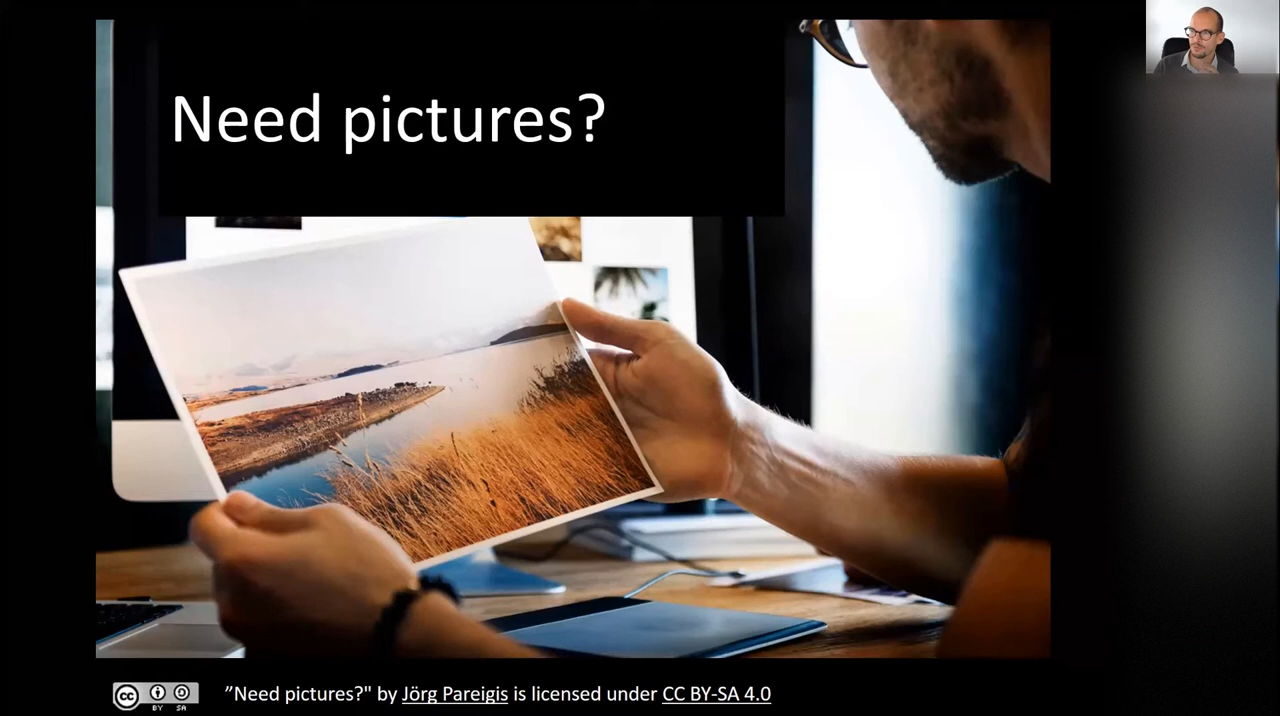 Need pictures?
cc BY SA
”Need pictures?" by Jörg Pareigis is licensed under CC BY-SA 4.0